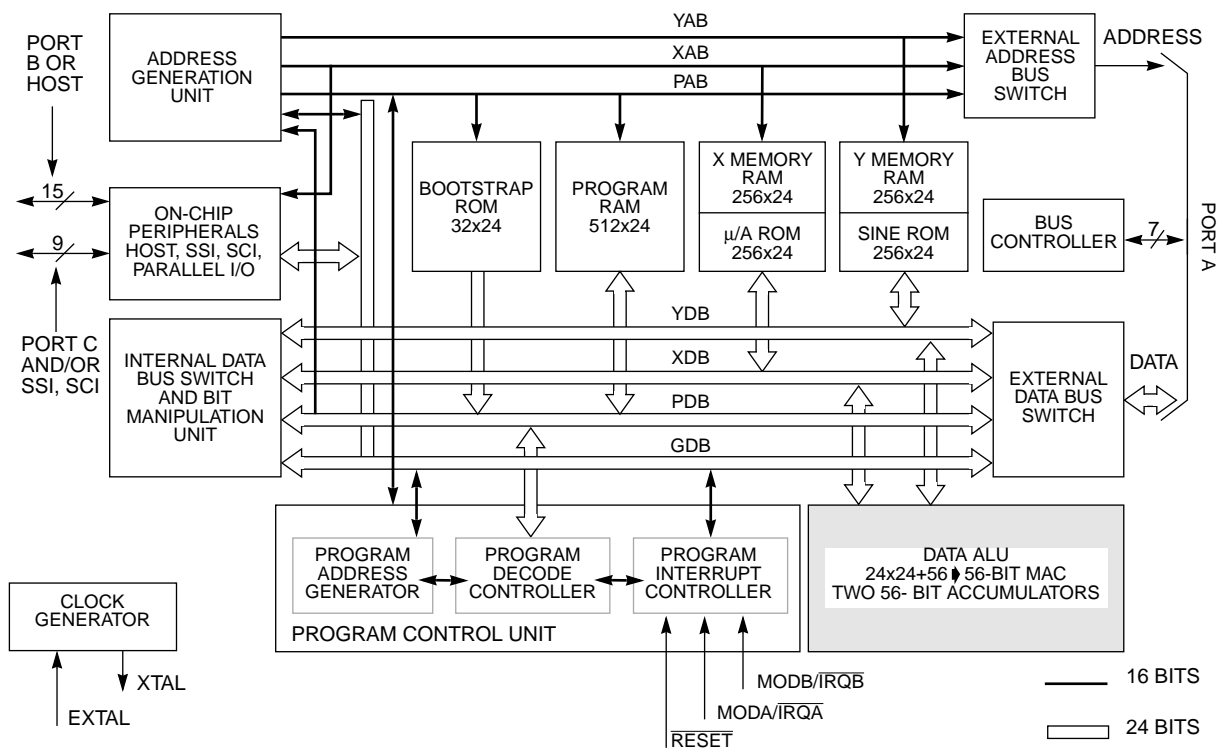 PORT
B OR
HOST
ADDRESS
GENERATION
UNIT
YAB
XAB
PAB
EXTERNAL
ADDRESS
BUS
SWITCH
ADDRESS
15
9
ON-CHIP
PERIPHERALS
HOST, SSI, SCI,
PARALLEL I/O
BOOTSTRAP
ROM
32x24
PROGRAM
RAM
512x24
X MEMORY
RAM
256x24
μ/A ROM
256x24
Y MEMORY
RAM
256x24
SINE ROM
256x24
BUS
CONTROLLER
7
PORT A
PORT C
AND/OR
SSI, SCI
INTERNAL DATA
BUS SWITCH
AND BIT
MANIPULATION
UNIT
YDB
XDB
PDB
GDB
EXTERNAL
DATA BUS
SWITCH
DATA
PROGRAM
ADDRESS
GENERATOR
PROGRAM
DECODE
CONTROLLER
PROGRAM
INTERRUPT
CONTROLLER
PROGRAM CONTROL UNIT
DATA ALU
24x24+56 ➧ 56-BIT MAC
TWO 56- BIT ACCUMULATORS
CLOCK
GENERATOR
XTAL
EXTAL
MODB/I̅R̅Q̅B̅
MODA/I̅R̅Q̅A̅
R̅E̅S̅E̅T̅
16 BITS
24 BITS